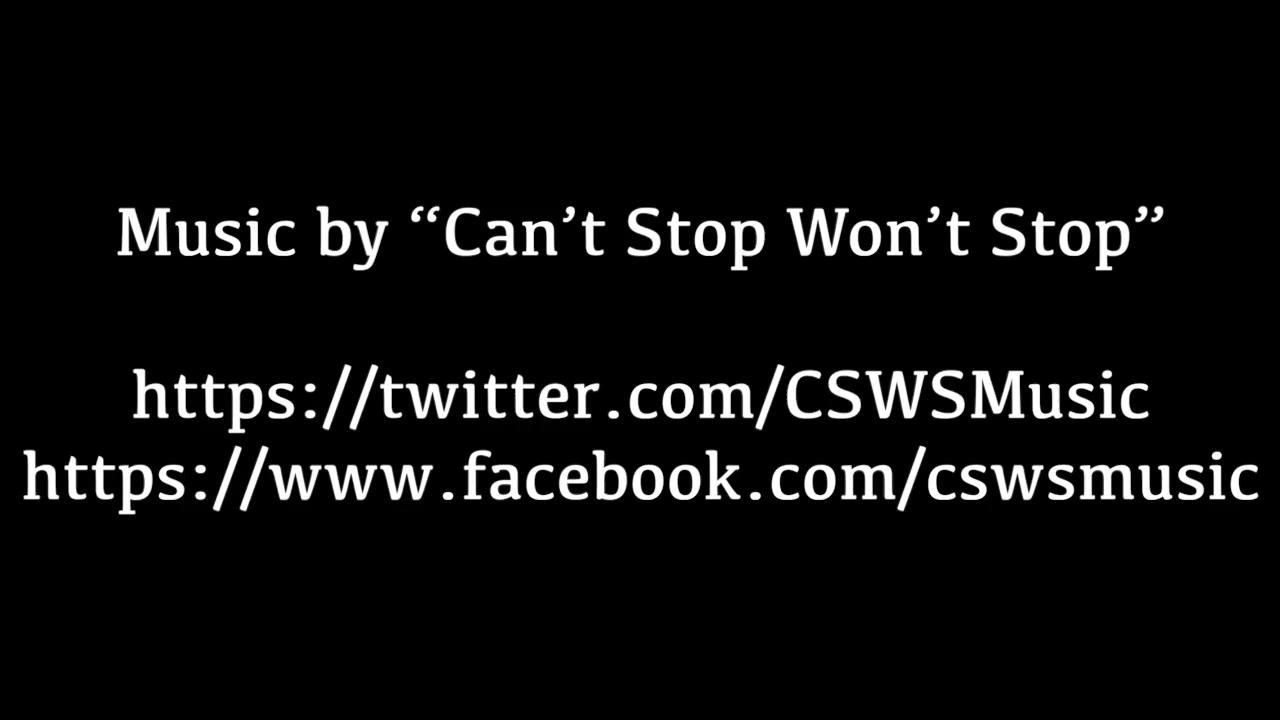 Music by “Can’t Stop Won’t Stop”
https://twitter.com/CSWSMusic
https://www.facebook.com/cswsmusic